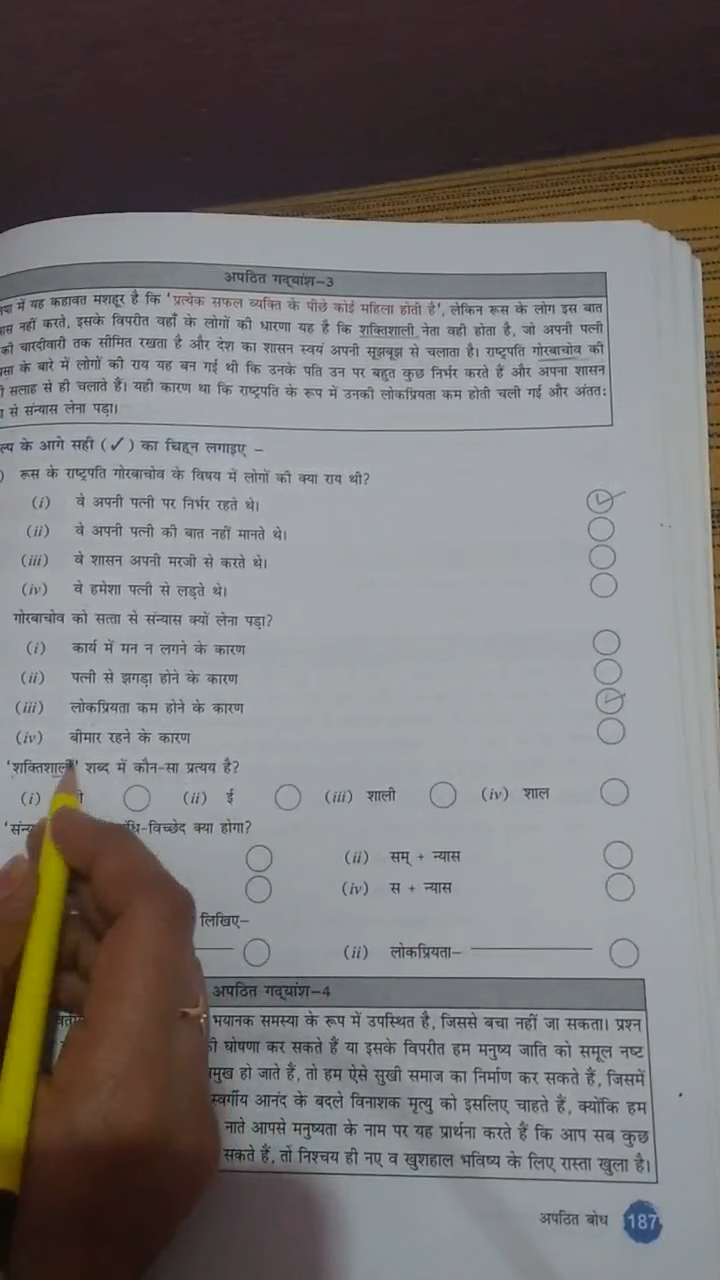 अपठित गद्यांश-3
में यह कहावत मशहूर है कि 'प्रत्येक सफल व्यक्ति के पीछे कोई महिला होती है', लेकिन रूस के लोग इस बात
नहीं करते, इसके विपरीत वहाँ के लोगों की धारणा यह है कि शक्तिशाली नेता वही होता है, जो अपनी पत्नी
की चारदीवारी तक सीमित रखता है और देश का शासन स्वयं अपनी सूझबूझ से चलाता है। राष्ट्रपति गोरबाचोव की
के बारे में लोगों की राय यह बन गई थी कि उनके पति उन पर बहुत कुछ निर्भर करते हैं और अपना शासन
सलाह से ही चलाते हैं। यही कारण था कि राष्ट्रपति के रूप में उनकी लोकप्रियता कम होती चली गई और अंततः
से संन्यास लेना पड़ा।
के आगे सही (✓) का चिह्न लगाइए –
रूस के राष्ट्रपति गोरबाचोव के विषय में लोगों की क्या राय थी?
(i) वे अपनी पत्नी पर निर्भर रहते थे।
(ii) वे अपनी पत्नी की बात नहीं मानते थे।
(iii) वे शासन अपनी मरजी से करते थे।
(iv) वे हमेशा पत्नी से लड़ते थे।
गोरबाचोव को सत्ता से संन्यास क्यों लेना पड़ा?
(i) कार्य में मन न लगने के कारण
(ii) पत्नी से झगड़ा होने के कारण
(iii) लोकप्रियता कम होने के कारण
(iv) बीमार रहने के कारण
'शक्तिशाली' शब्द में कौन-सा प्रत्यय है?
(i) (ii) ई (iii) शाली (iv) शाल
क्या होगा?
(ii) सम् + न्यास
(iv) स + न्यास
लिखिए–
(ii) लोकप्रियता–
अपठित गद्यांश-4
भयानक समस्या के रूप में उपस्थित है, जिससे बचा नहीं जा सकता। प्रश्न
घोषणा कर सकते हैं या इसके विपरीत हम मनुष्य जाति को समूल नष्ट
हो जाते हैं, तो हम ऐसे सुखी समाज का निर्माण कर सकते हैं, जिसमें
स्वर्गीय आनंद के बदले विनाशक मृत्यु को इसलिए चाहते हैं, क्योंकि हम
नाते आपसे मनुष्यता के नाम पर यह प्रार्थना करते हैं कि आप सब कुछ
सकते हैं, तो निश्चय ही नए व खुशहाल भविष्य के लिए रास्ता खुला है।
अपठित बोध 187